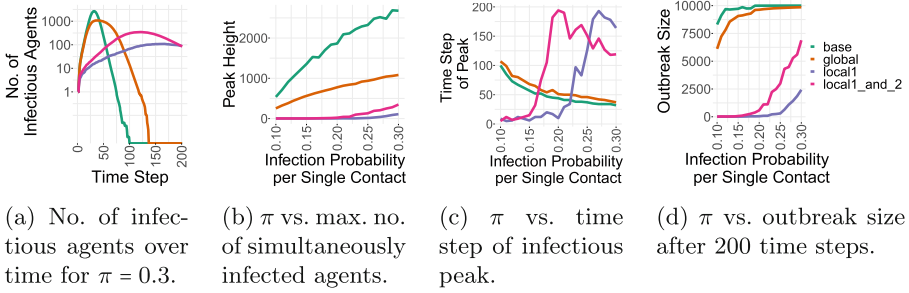 No. of
Infectious Agents
1000
100
10
1
0
50
100
150
200
Time Step
Peak Height
2000
1000
0
0.10
0.15
0.20
0.25
0.30
Infection Probability
per Single Contact
Time Step
of Peak
200
150
100
50
0
0.10
0.15
0.20
0.25
0.30
Infection Probability
per Single Contact
Outbreak Size
10000
7500
5000
2500
0
0.10
0.15
0.20
0.25
0.30
Infection Probability
per Single Contact
base
global
local1
local1_and_2
(a) No. of infec-
tious agents over
time for π = 0.3.
(b) π vs. max. no.
of simultaneously
infected agents.
(c) π vs. time
step of infectious
peak.
(d) π vs. outbreak size
after 200 time steps.